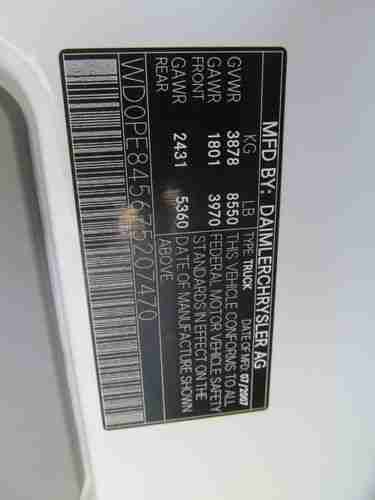 MFD BY: DAIMLERCHRYSLER AG
TYPE: TRUCK DATE OF MFD: 07/2007
KG LB THIS VEHICLE CONFORMS TO ALL
GVWR 3878 8550 FEDERAL MOTOR VEHICLE SAFETY
GAWR FRONT 1801 3970 STANDARDS IN EFFECT ON THE
GAWR REAR 2431 5360 DATE OF MANUFACTURE SHOWN
ABOVE
WD0PE845675207470